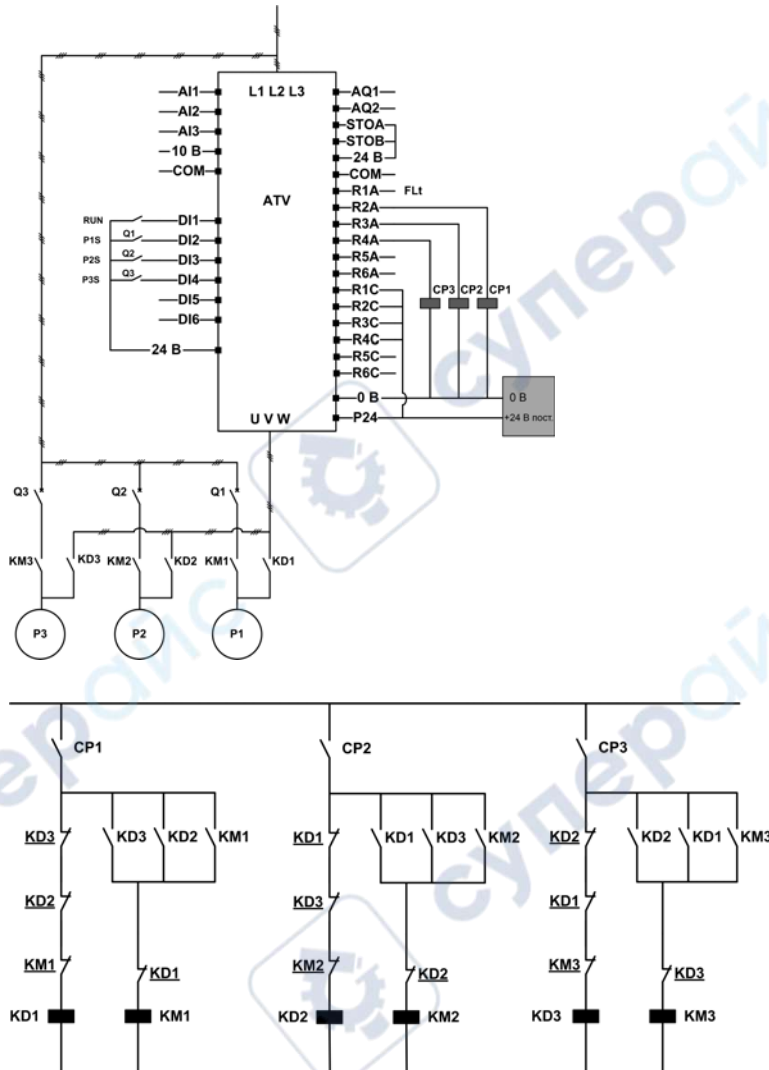 L1 L2 L3
AI1
AI2
AI3
10 В
COM
ATV
RUN
DI1
P1S
Q1
DI2
P2S
Q2
DI3
P3S
Q3
DI4
DI5
DI6
24 В
U V W
AQ1
AQ2
STOA
STOB
24 В
COM
R1A
FLt
R2A
R3A
R4A
R5A
R6A
R1C
R2C
R3C
R4C
R5C
R6C
0 В
P24
CP3
CP2
CP1
0 В
+24 В пост.
Q3
Q2
Q1
KM3
KD3
KM2
KD2
KM1
KD1
P3
P2
P1
CP1
CP2
CP3
KD3
KD3
KD2
KM1
KD1
KD1
KD3
KM2
KD2
KD2
KD1
KM3
KD2
KD3
KD1
KM1
KD1
KM2
KD2
KM3
KD3
KD1
KM1
KD2
KM2
KD3
KM3
суперайс
суперайс
суперайс